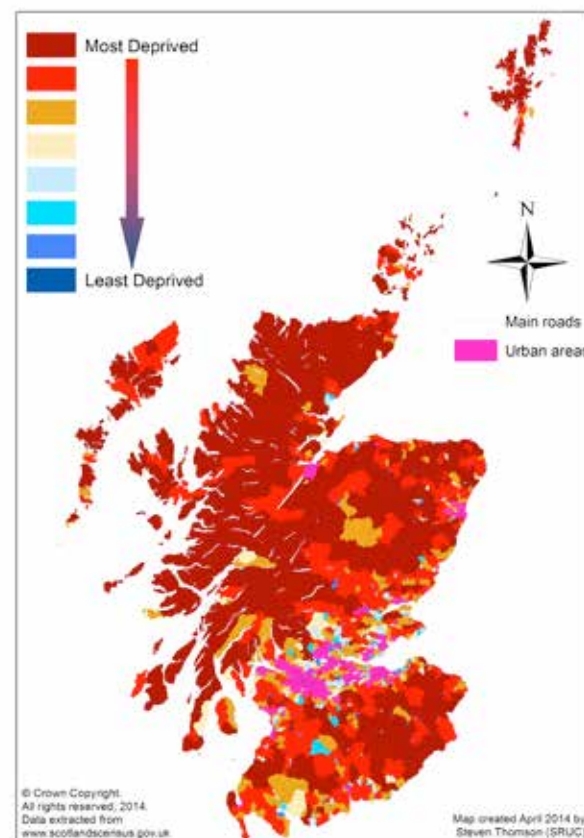 Most Deprived
Least Deprived
N
Main roads
Urban areas
© Crown Copyright.
All rights reserved, 2014.
Data extracted from
www.scotlandscensus.gov.uk
Map created April 2014 by
Steven Thomson (SRUC)